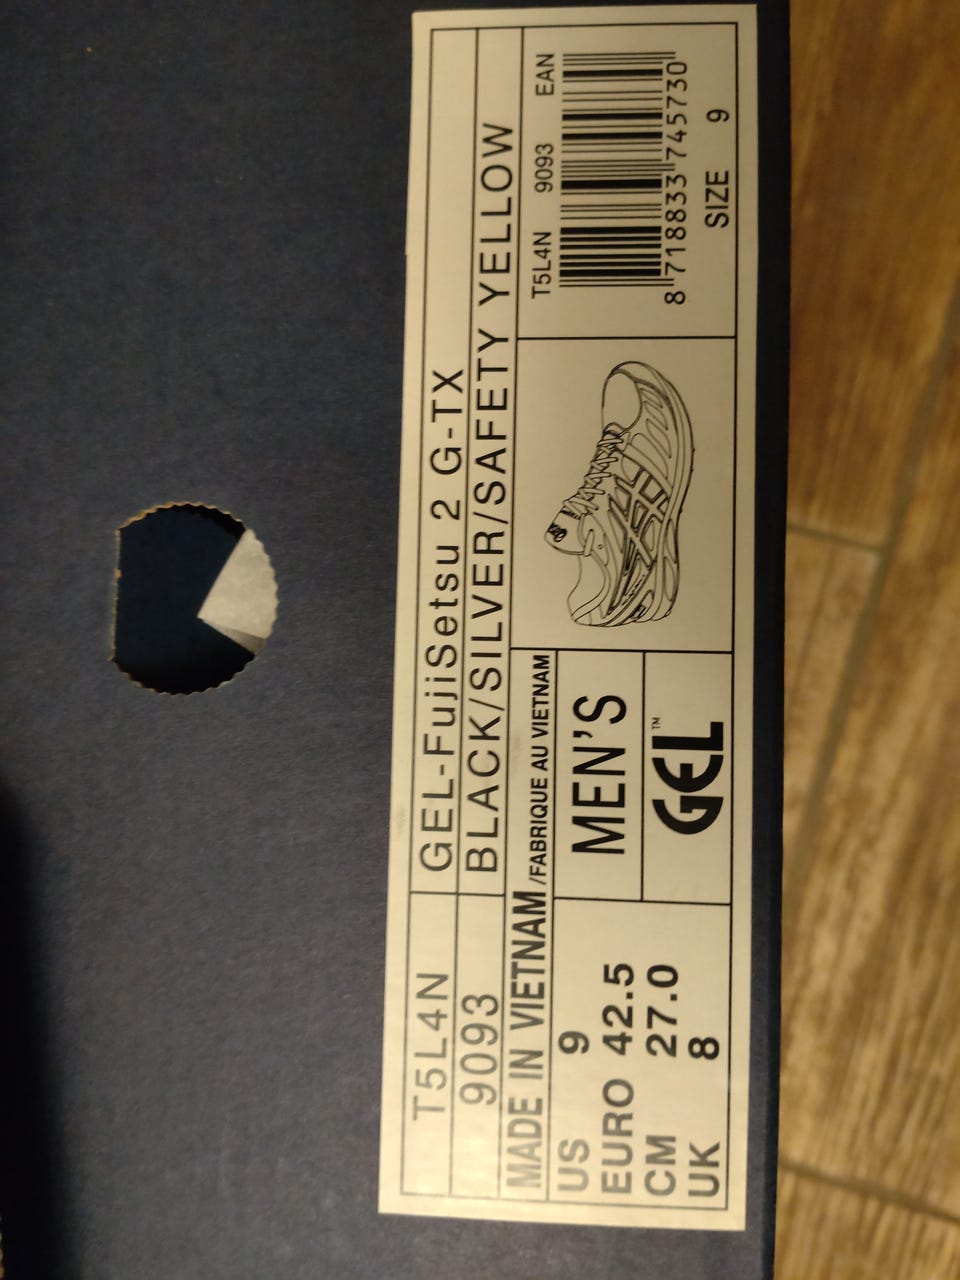 T5L4N GEL-FujiSetsu 2 G-TX
9093 BLACK/SILVER/SAFETY YELLOW
MADE IN VIETNAM /FABRIQUE AU VIETNAM
US 9
EURO 42.5
CM 27.0
UK 8
MEN'S
GEL™
T5L4N 9093 EAN
8 718833 745730
SIZE 9